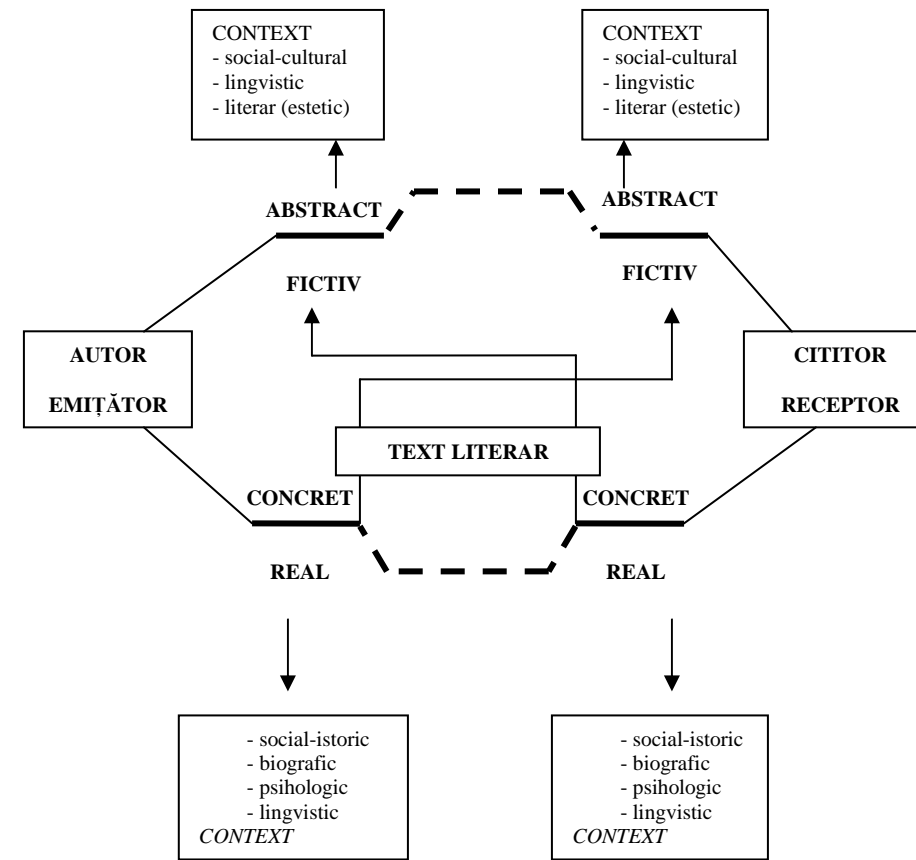 CONTEXT
- social-cultural
- lingvistic
- literar (estetic)
CONTEXT
- social-cultural
- lingvistic
- literar (estetic)
ABSTRACT
ABSTRACT
FICTIV
FICTIV
AUTOR
EMIȚĂTOR
CITITOR
RECEPTOR
TEXT LITERAR
CONCRET
CONCRET
REAL
REAL
- social-istoric
- biografic
- psihologic
- lingvistic
CONTEXT
- social-istoric
- biografic
- psihologic
- lingvistic
CONTEXT